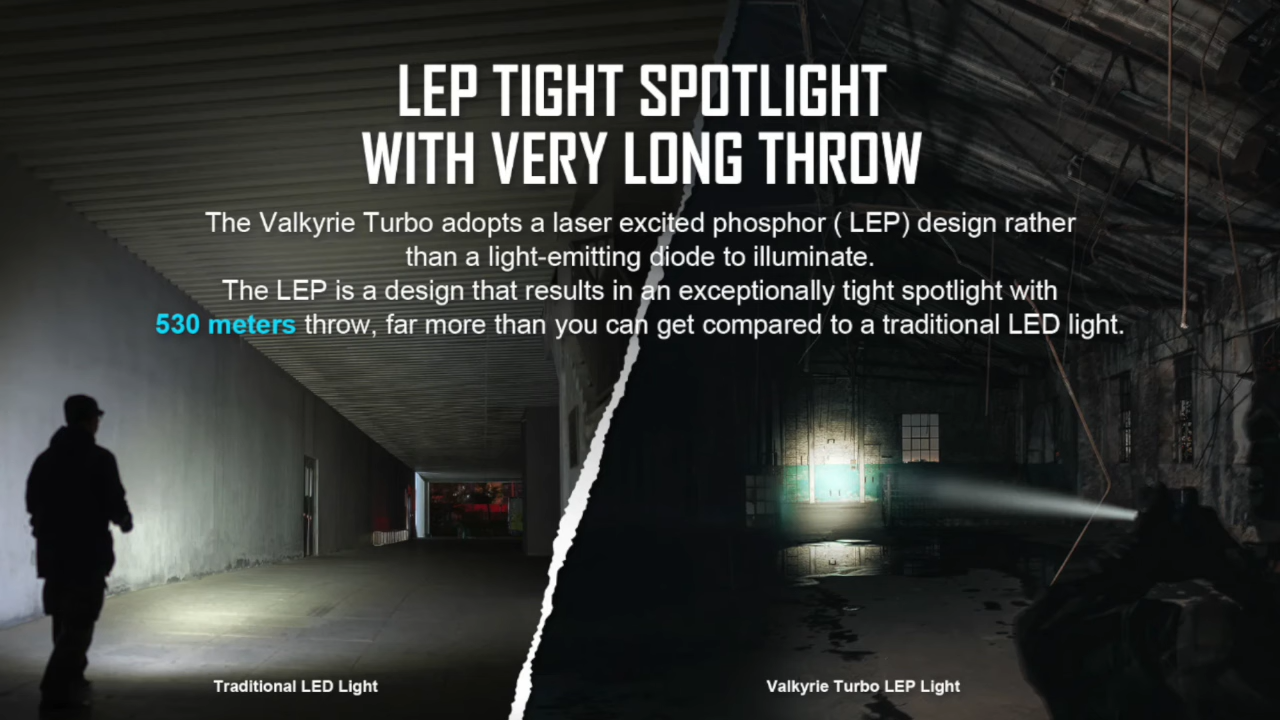 LEP TIGHT SPOTLIGHT
WITH VERY LONG THROW
The Valkyrie Turbo adopts a laser excited phosphor ( LEP) design rather
than a light-emitting diode to illuminate.
The LEP is a design that results in an exceptionally tight spotlight with
530 meters throw, far more than you can get compared to a traditional LED light.
Traditional LED Light
Valkyrie Turbo LEP Light